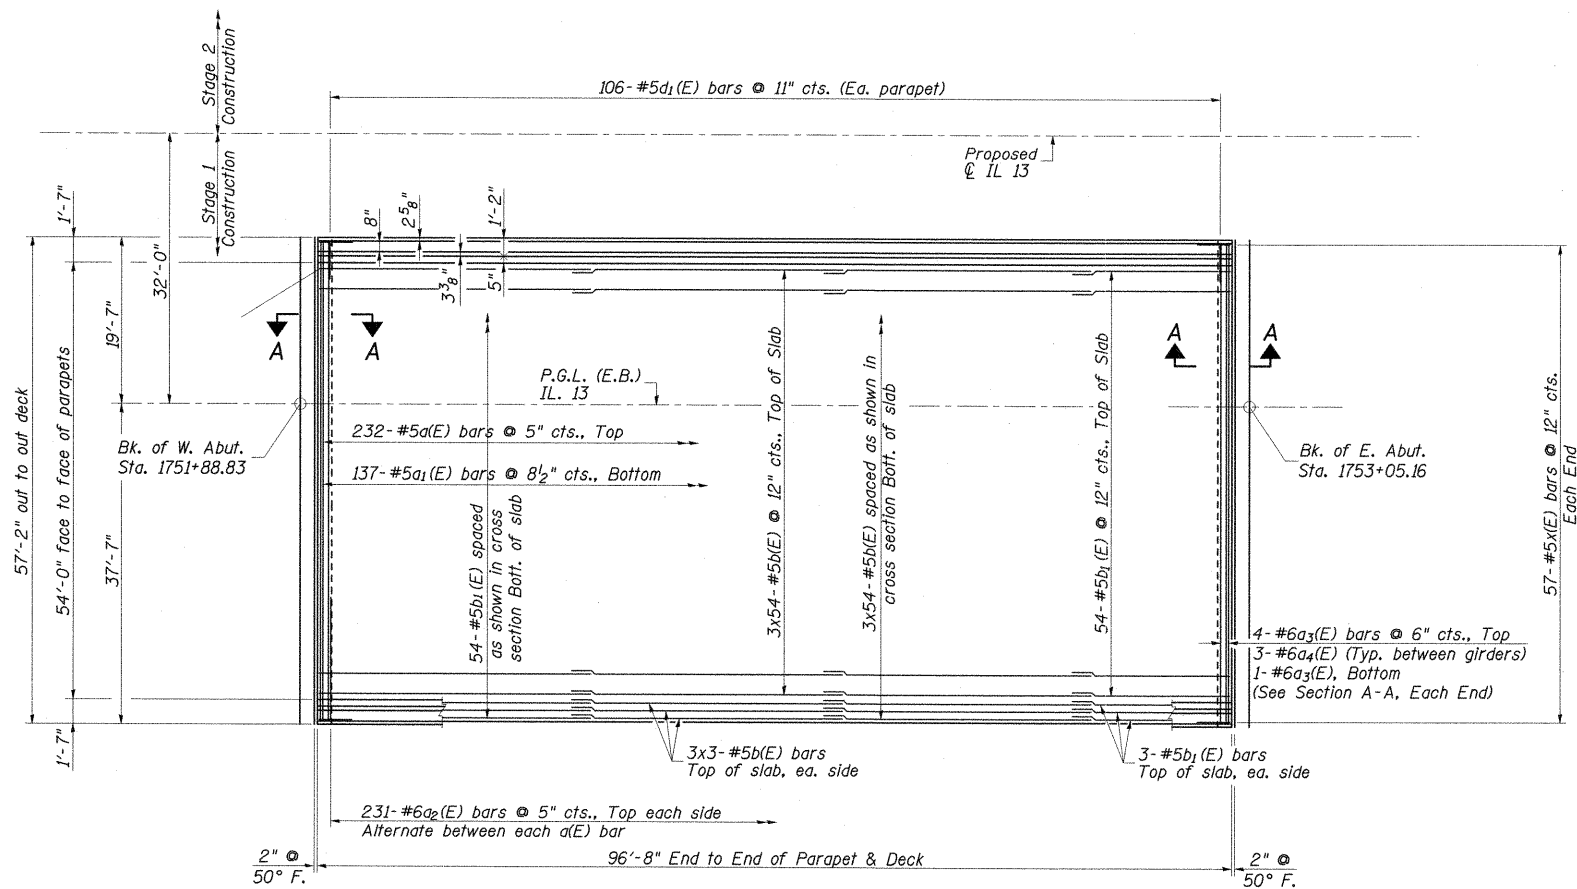 Stage 2
Construction
Stage 1
Construction
106-#5d1(E) bars @ 11" cts. (Ea. parapet)
Proposed
℄ IL 13
1'-7"
32'-0"
8"
2 5/8"
1'-2"
3 3/8"
5"
19'-7"
37'-7"
57'-2" out to out deck
54'-0" face to face of parapets
1'-7"
A
A
A
A
P.G.L. (E.B.)
IL. 13
Bk. of W. Abut.
Sta. 1751+88.83
232-#5a(E) bars @ 5" cts., Top
137-#5a1(E) bars @ 8 1/2" cts., Bottom
54-#5b1(E) spaced
as shown in cross
section Bott. of slab
3x54-#5b(E) @ 12" cts., Top of Slab
3x54-#5b(E) spaced as shown in
cross section Bott. of slab
54-#5b1(E) @ 12" cts., Top of Slab
Bk. of E. Abut.
Sta. 1753+05.16
57-#5x(E) bars @ 12" cts.
Each End
4-#6a3(E) bars @ 6" cts., Top
3-#6a4(E) (Typ. between girders)
1-#6a3(E), Bottom
(See Section A-A, Each End)
3x3-#5b(E) bars
Top of slab, ea. side
3-#5b1(E) bars
Top of slab, ea. side
231-#6a2(E) bars @ 5" cts., Top each side
Alternate between each a(E) bar
2" @
50° F.
96'-8" End to End of Parapet & Deck
2" @
50° F.